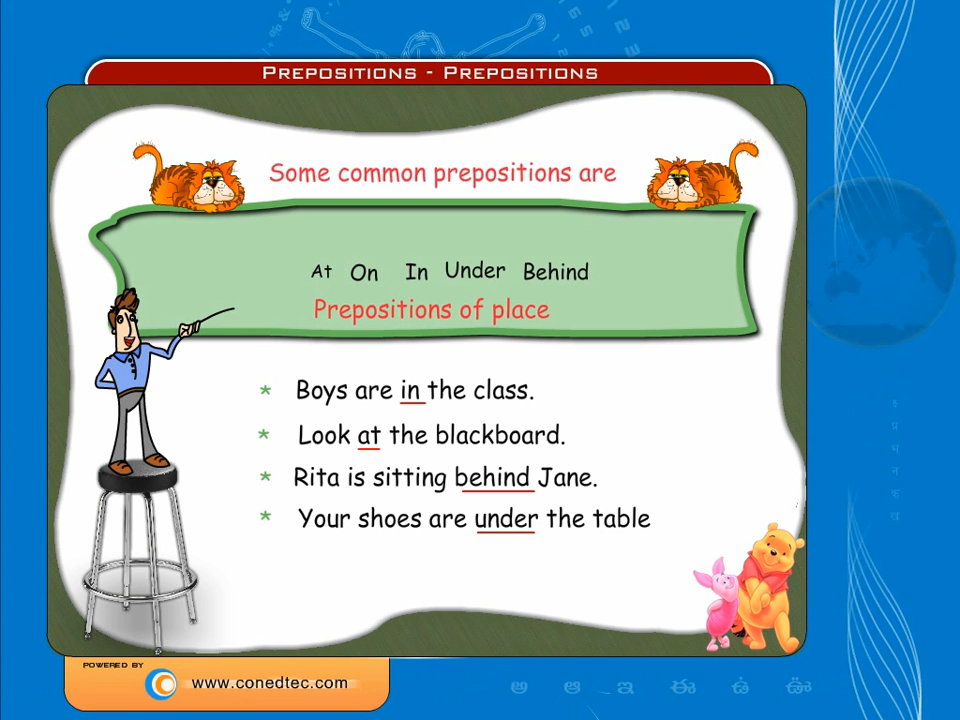 PREPOSITIONS - PREPOSITIONS
Some common prepositions are
At On In Under Behind
Prepositions of place
* Boys are in the class.
* Look at the blackboard.
* Rita is sitting behind Jane.
* Your shoes are under the table
POWERED BY
www.conedtec.com
అ ఆ ఇ ఈ ఉ ఊ